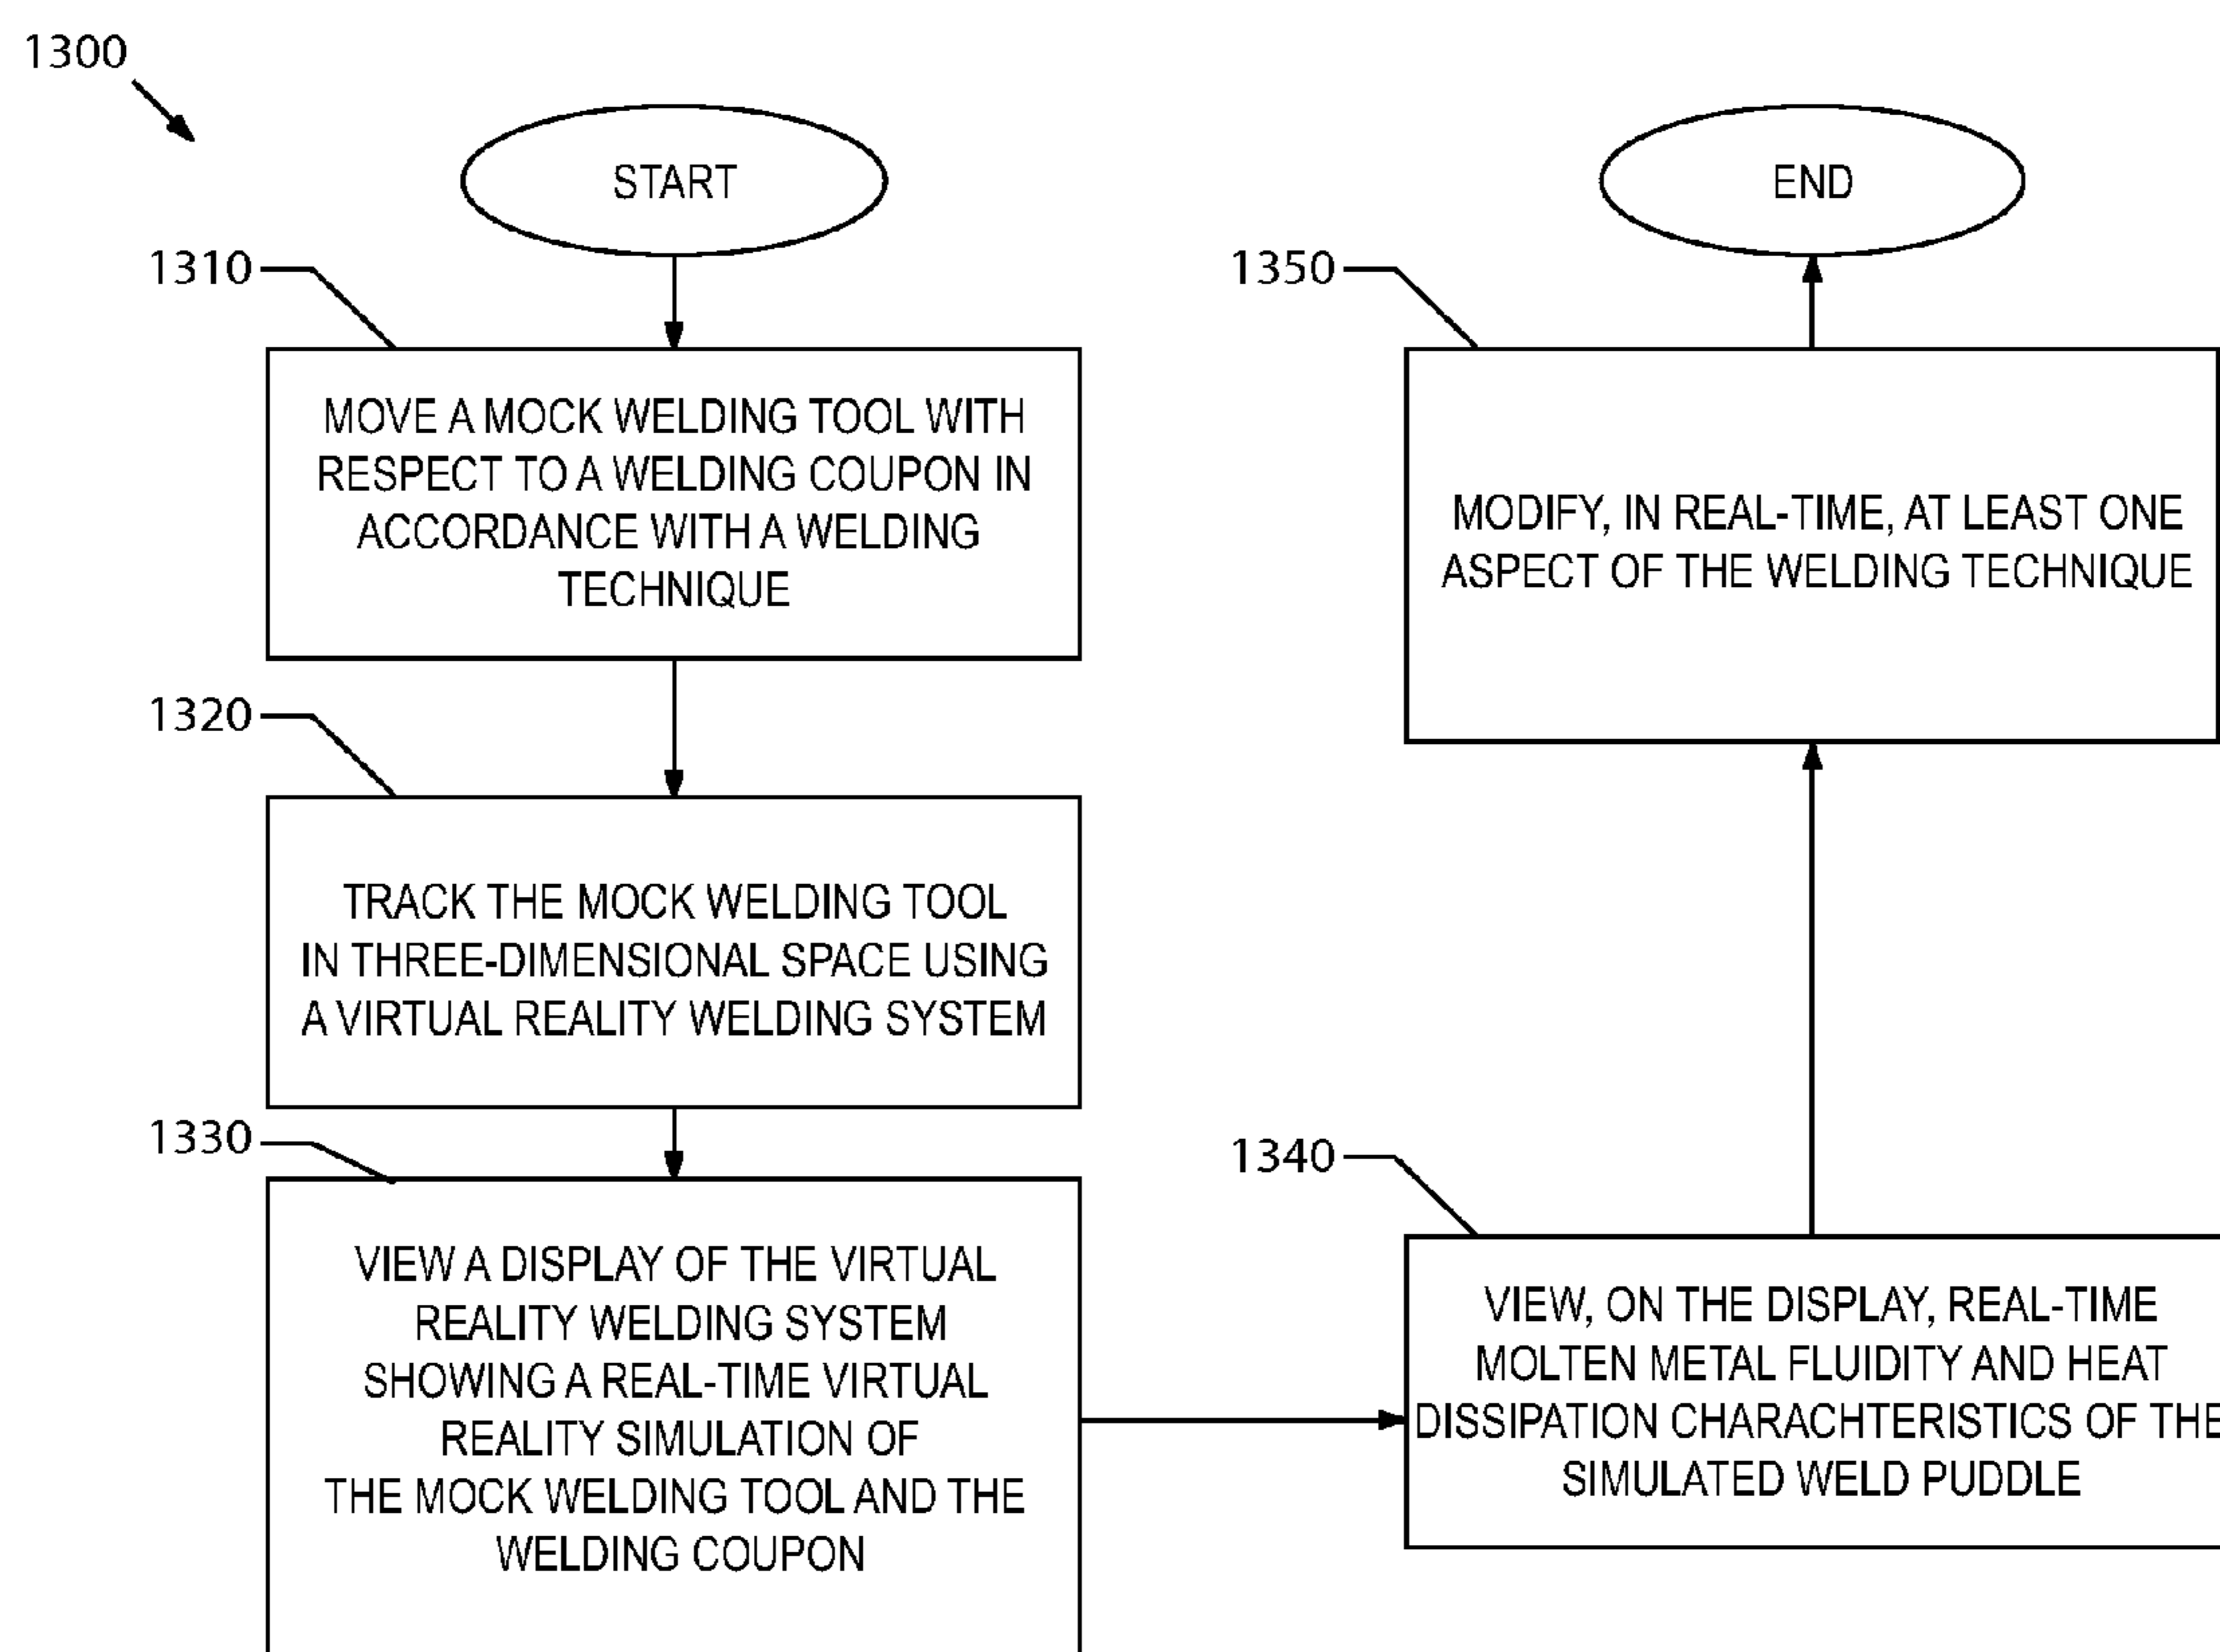 1300
START
1310
MOVE A MOCK WELDING TOOL WITH
RESPECT TO A WELDING COUPON IN
ACCORDANCE WITH A WELDING
TECHNIQUE
1320
TRACK THE MOCK WELDING TOOL
IN THREE-DIMENSIONAL SPACE USING
A VIRTUAL REALITY WELDING SYSTEM
1330
VIEW A DISPLAY OF THE VIRTUAL
REALITY WELDING SYSTEM
SHOWING A REAL-TIME VIRTUAL
REALITY SIMULATION OF
THE MOCK WELDING TOOL AND THE
WELDING COUPON
1340
VIEW, ON THE DISPLAY, REAL-TIME
MOLTEN METAL FLUIDITY AND HEAT
DISSIPATION CHARACHTERISTICS OF THE
SIMULATED WELD PUDDLE
1350
MODIFY, IN REAL-TIME, AT LEAST ONE
ASPECT OF THE WELDING TECHNIQUE
END